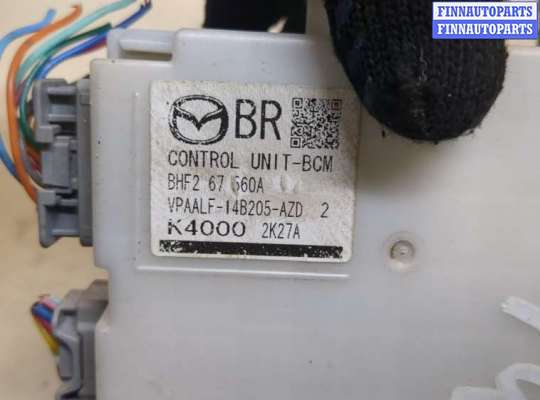 FINNAUTOPARTS
FINNAUTOPARTS
BR
CONTROL UNIT-BCM
BHF2 67 560A
VPAALF-14B205-AZD 2
K4000 2K27A